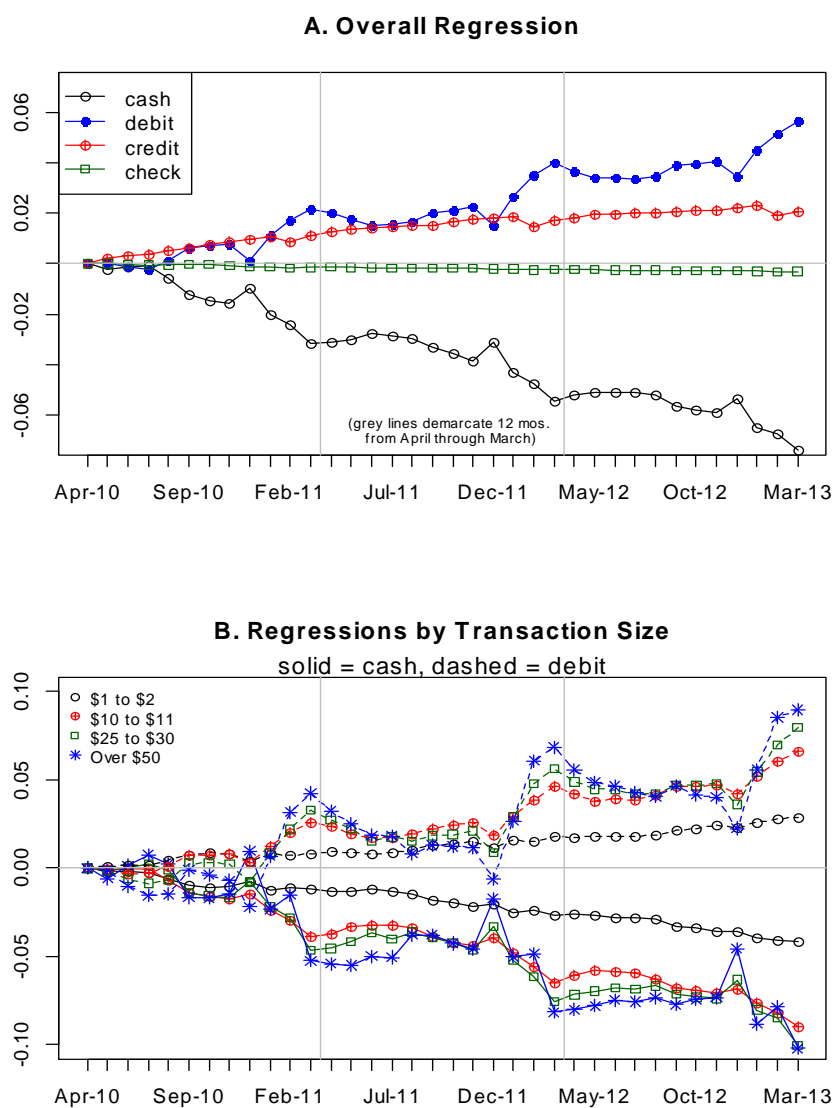 A. Overall Regression
cash
debit
credit
check
0.06
0.02
-0.02
-0.06
(grey lines demarcate 12 mos.
from April through March)
Apr-10 Sep-10 Feb-11 Jul-11 Dec-11 May-12 Oct-12 Mar-13
B. Regressions by Transaction Size
solid = cash, dashed = debit
$1 to $2
$10 to $11
$25 to $30
Over $50
0.10
0.05
0.00
-0.05
-0.10
Apr-10 Sep-10 Feb-11 Jul-11 Dec-11 May-12 Oct-12 Mar-13